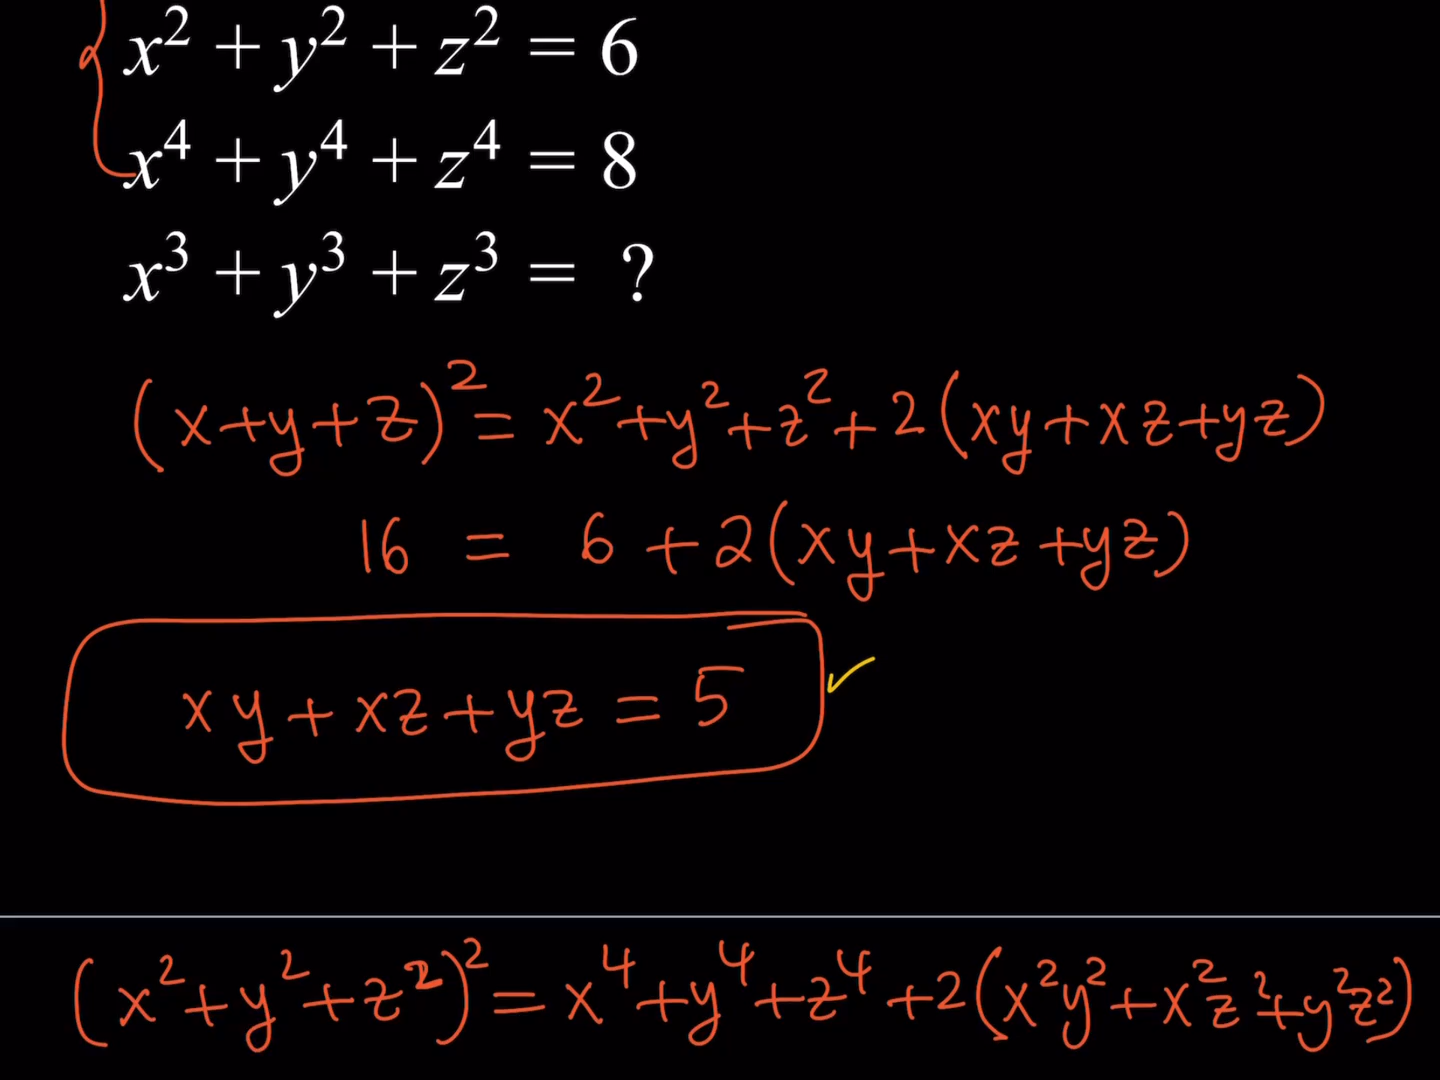 x² + y² + z² = 6
x⁴ + y⁴ + z⁴ = 8
x³ + y³ + z³ = ?
(x+y+z)² = x²+y²+z²+2(xy+xz+yz)
16 = 6 +2(xy+xz+yz)
xy+xz+yz = 5
(x²+y²+z²)² = x⁴+y⁴+z⁴+2(x²y²+x²z²+y²z²)